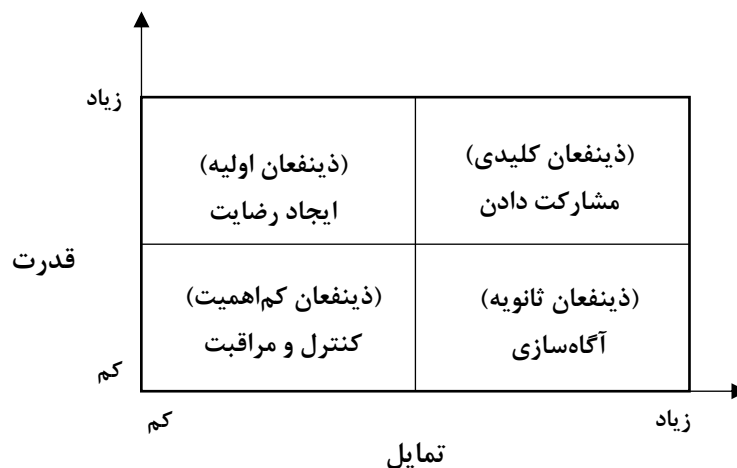 زیاد
(ذینفعان کلیدی)
مشارکت دادن
(ذینفعان اولیه)
ایجاد رضایت
قدرت
(ذینفعان ثانویه)
آگاه‌سازی
(ذینفعان کم‌اهمیت)
کنترل و مراقبت
کم
کم
زیاد
تمایل